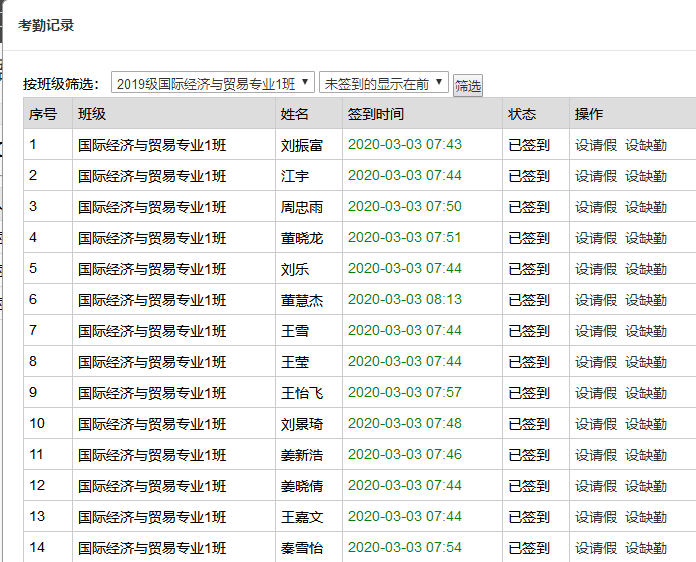 考勤记录
按班级筛选： 2019级国际经济与贸易专业1班 未签到的显示在前 筛选
序号 班级 姓名 签到时间 状态 操作
1 国际经济与贸易专业1班 刘振富 2020-03-03 07:43 已签到 设请假 设缺勤
2 国际经济与贸易专业1班 江宇 2020-03-03 07:44 已签到 设请假 设缺勤
3 国际经济与贸易专业1班 周忠雨 2020-03-03 07:50 已签到 设请假 设缺勤
4 国际经济与贸易专业1班 董晓龙 2020-03-03 07:51 已签到 设请假 设缺勤
5 国际经济与贸易专业1班 刘乐 2020-03-03 07:44 已签到 设请假 设缺勤
6 国际经济与贸易专业1班 董慧杰 2020-03-03 08:13 已签到 设请假 设缺勤
7 国际经济与贸易专业1班 王雪 2020-03-03 07:44 已签到 设请假 设缺勤
8 国际经济与贸易专业1班 王莹 2020-03-03 07:44 已签到 设请假 设缺勤
9 国际经济与贸易专业1班 王怡飞 2020-03-03 07:57 已签到 设请假 设缺勤
10 国际经济与贸易专业1班 刘景琦 2020-03-03 07:48 已签到 设请假 设缺勤
11 国际经济与贸易专业1班 姜新浩 2020-03-03 07:46 已签到 设请假 设缺勤
12 国际经济与贸易专业1班 姜晓倩 2020-03-03 07:44 已签到 设请假 设缺勤
13 国际经济与贸易专业1班 王嘉文 2020-03-03 07:44 已签到 设请假 设缺勤
14 国际经济与贸易专业1班 秦雪怡 2020-03-03 07:54 已签到 设请假 设缺勤